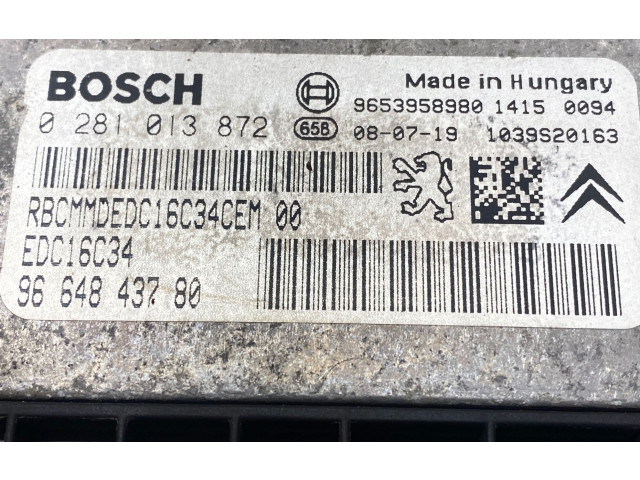 BOSCH
Made in Hungary
9653958980 1415 0094
0 281 013 872 65B 08-07-19 1039S20163
RBCMMDEDC16C34CEM 00
EDC16C34
96 648 437 80